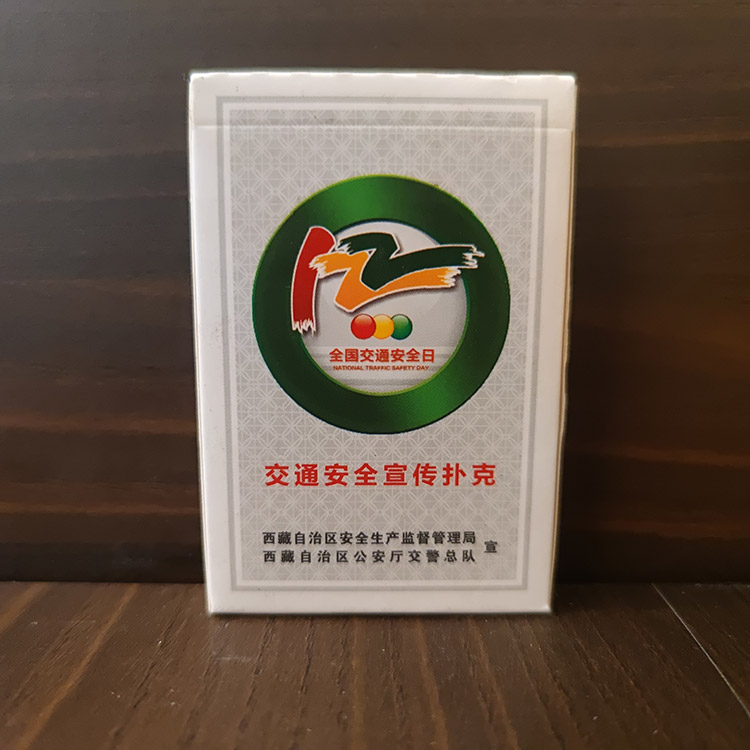 全国交通安全日
NATIONAL TRAFFIC SAFETY DAY
交通安全宣传扑克
西藏自治区安全生产监督管理局
西藏自治区公安厅交警总队
宣